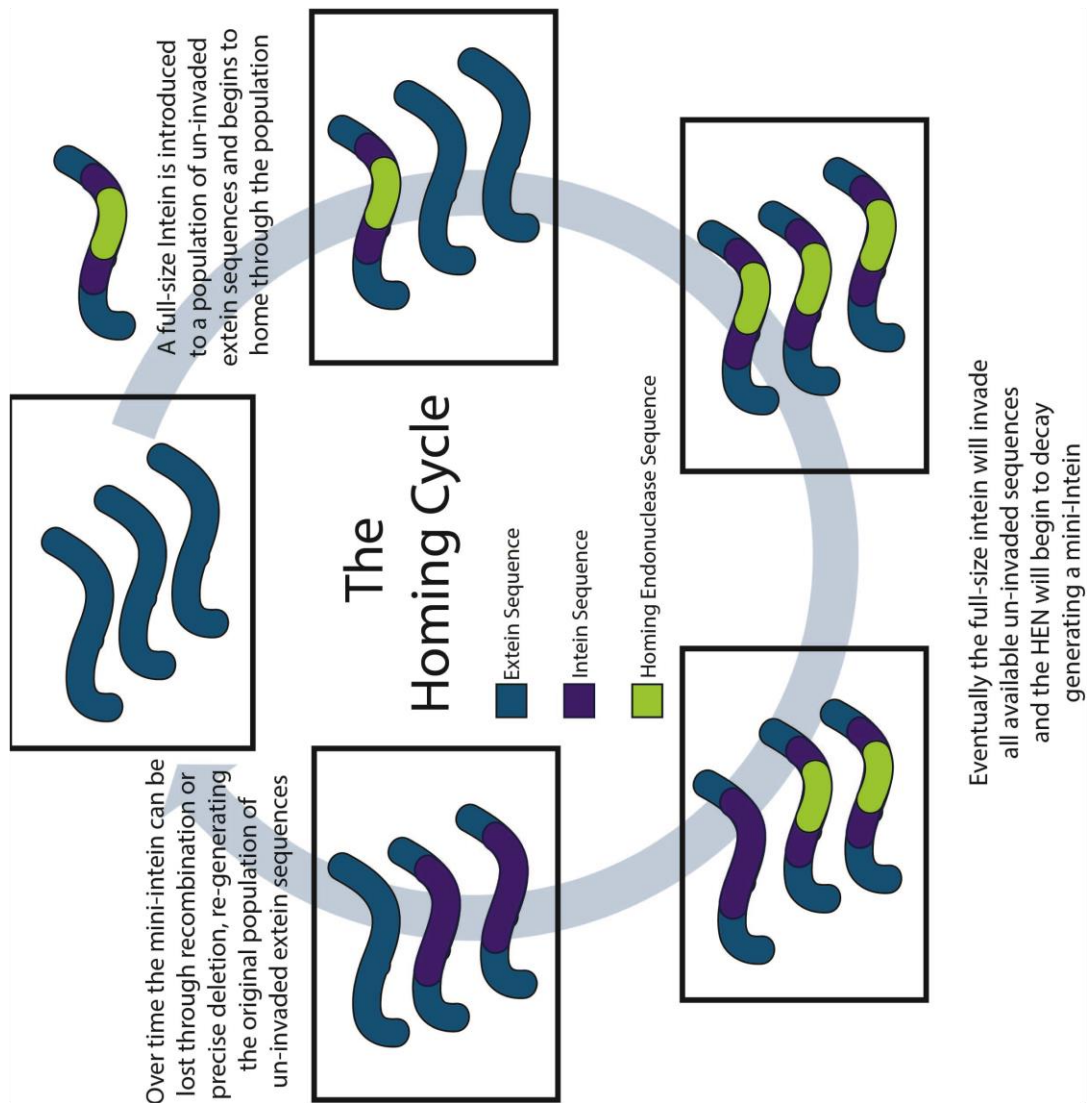 A full-size Intein is introduced
to a population of un-invaded
extein sequences and begins to
home through the population
Over time the mini-intein can be
lost through recombination or
precise deletion, re-generating
the original population of
un-invaded extein sequences
The
Homing Cycle
Extein Sequence
Intein Sequence
Homing Endonuclease Sequence
Eventually the full-size intein will invade
all available un-invaded sequences
and the HEN will begin to decay
generating a mini-Intein